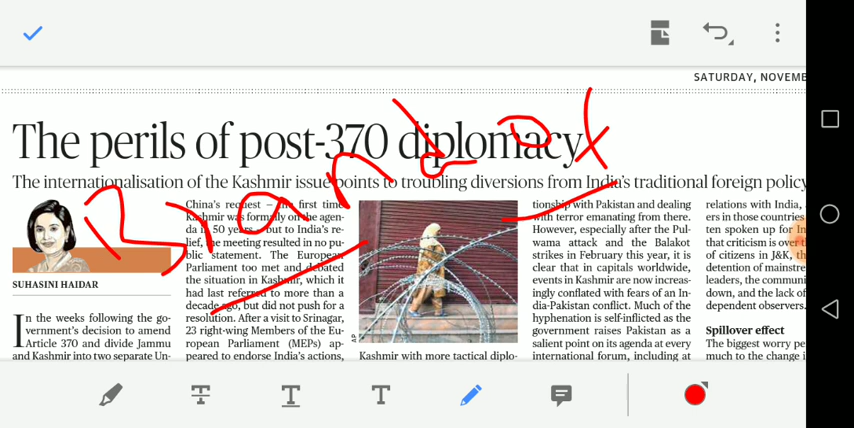 SATURDAY, NOVEMB
The perils of post-370 diplomacy
The internationalisation of the Kashmir issue points to troubling diversions from India's traditional foreign policy
SUHASINI HAIDAR
In the weeks following the go-
vernment's decision to amend
Article 370 and divide Jammu
and Kashmir into two separate Un-
China's request – the first time
Kashmir was formally on the agen-
da in 50 years – but to India's re-
lief, the meeting resulted in no pu-
blic statement. The European
Parliament too met and debated
the situation in Kashmir, which it
had last referred to more than a
decade ago, but did not push for a
resolution. After a visit to Srinagar,
23 right-wing Members of the Eu-
ropean Parliament (MEPs) ap-
peared to endorse India's actions,
AP
Kashmir with more tactical diplo-
tionship with Pakistan and dealing
with terror emanating from there.
However, especially after the Pul-
wama attack and the Balakot
strikes in February this year, it is
clear that in capitals worldwide,
events in Kashmir are now increas-
ingly conflated with fears of an In-
dia-Pakistan conflict. Much of the
hyphenation is self-inflicted as the
government raises Pakistan as a
salient point on its agenda at every
international forum, including at
relations with India,
ers in those countries
ten spoken up for In
that criticism is over t
of citizens in J&K, th
detention of mainstre
leaders, the communi
down, and the lack of
dependent observers.
Spillover effect
The biggest worry pe
much to the change i